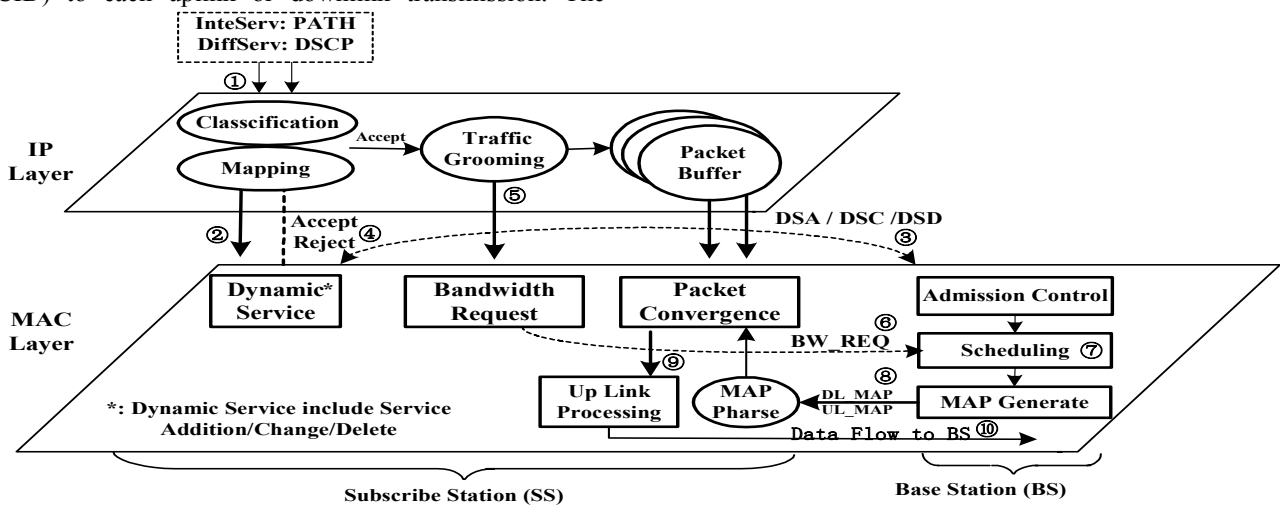 to each uplink or downlink transmission. The
InteServ: PATH
DiffServ: DSCP
①
IP
Layer
Classcification
Mapping
Accept
Traffic
Grooming
Packet
Buffer
②
Accept
Reject
④
⑤
DSA / DSC /DSD
③
MAC
Layer
Dynamic*
Service
Bandwidth
Request
Packet
Convergence
Admission Control
⑥
BW_REQ
Scheduling ⑦
⑨
⑧
Up Link
Processing
MAP
Pharse
DL_MAP
UL_MAP
MAP Generate
*: Dynamic Service include Service
Addition/Change/Delete
Data Flow to BS ⑩
Subscribe Station (SS)
Base Station (BS)